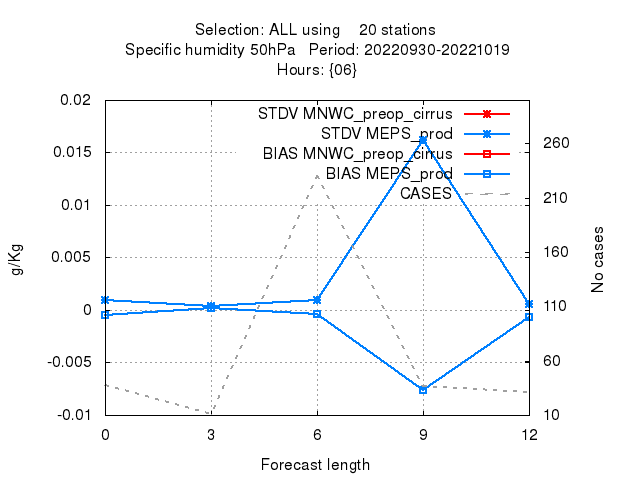 Selection: ALL using    20 stations
Specific humidity 50hPa   Period: 20220930-20221019
Hours: {06}
STDV MNWC_preop_cirrus
STDV MEPS_prod
BIAS MNWC_preop_cirrus
BIAS MEPS_prod
CASES
0.02
0.015
0.01
0.005
0
-0.005
-0.01
g/Kg
260
210
160
110
60
10
No cases
0 3 6 9 12
Forecast length